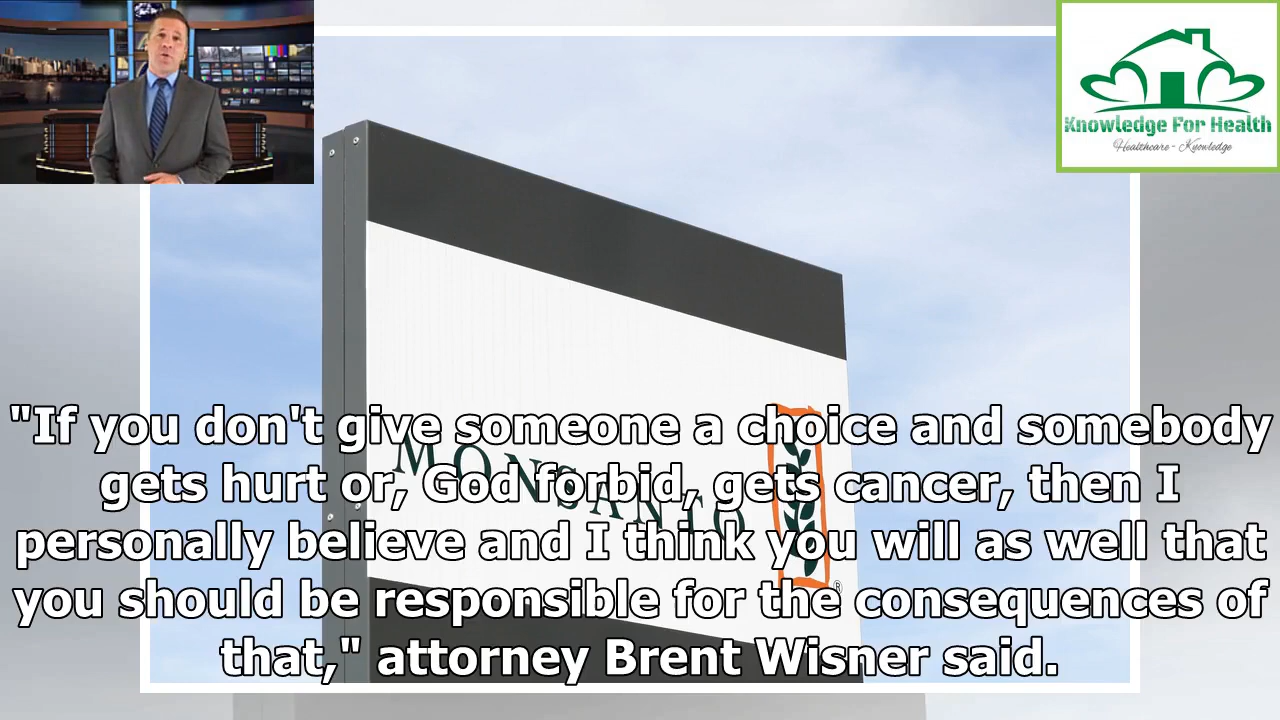 Knowledge For Health
Healthcare - Knowledge
MONSANTO
®
"If you don't give someone a choice and somebody
gets hurt or, God forbid, gets cancer, then I
personally believe and I think you will as well that
you should be responsible for the consequences of
that," attorney Brent Wisner said.